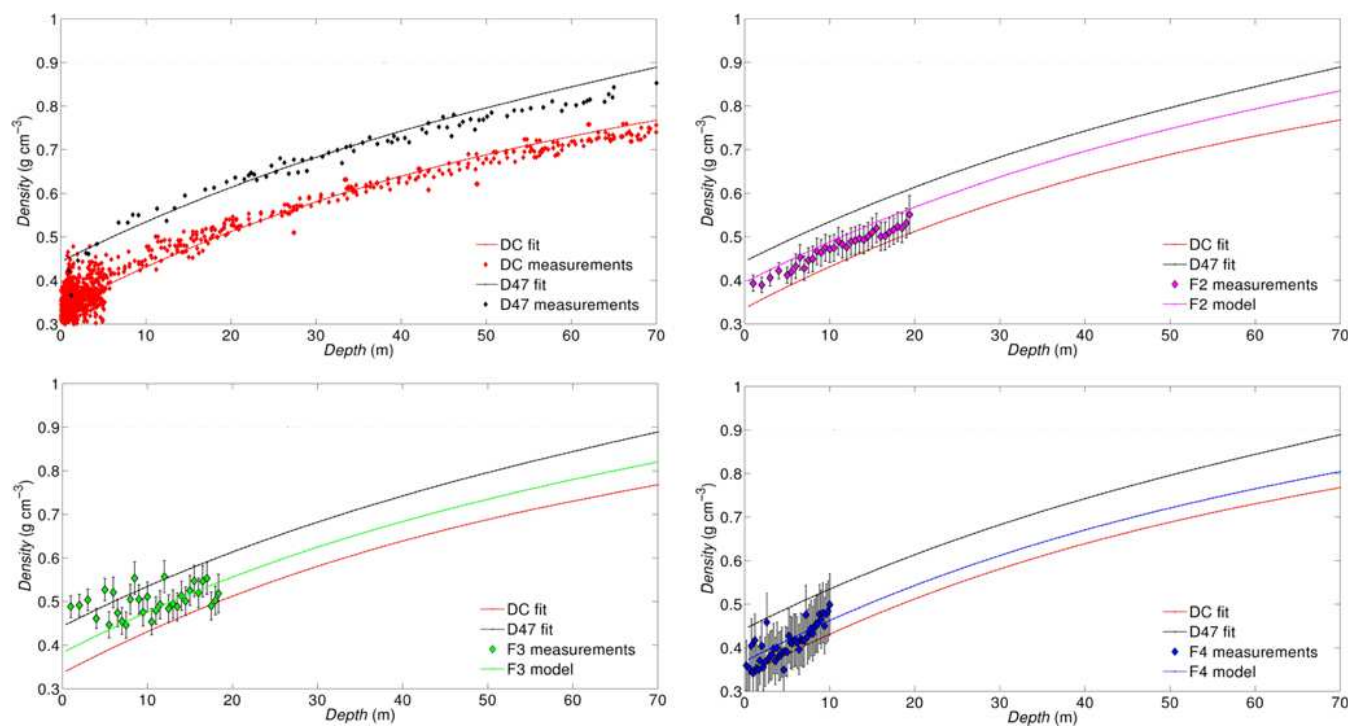 1
0.9
0.8
0.7
0.6
0.5
0.4
0.3
Density (g cm−3)
0 10 20 30 40 50 60 70
Depth (m)
DC fit
DC measurements
D47 fit
D47 measurements
1
0.9
0.8
0.7
0.6
0.5
0.4
0.3
Density (g cm−3)
0 10 20 30 40 50 60 70
Depth (m)
DC fit
D47 fit
F2 measurements
F2 model
1
0.9
0.8
0.7
0.6
0.5
0.4
0.3
Density (g cm−3)
0 10 20 30 40 50 60 70
Depth (m)
DC fit
D47 fit
F3 measurements
F3 model
1
0.9
0.8
0.7
0.6
0.5
0.4
0.3
Density (g cm−3)
0 10 20 30 40 50 60 70
Depth (m)
DC fit
D47 fit
F4 measurements
F4 model